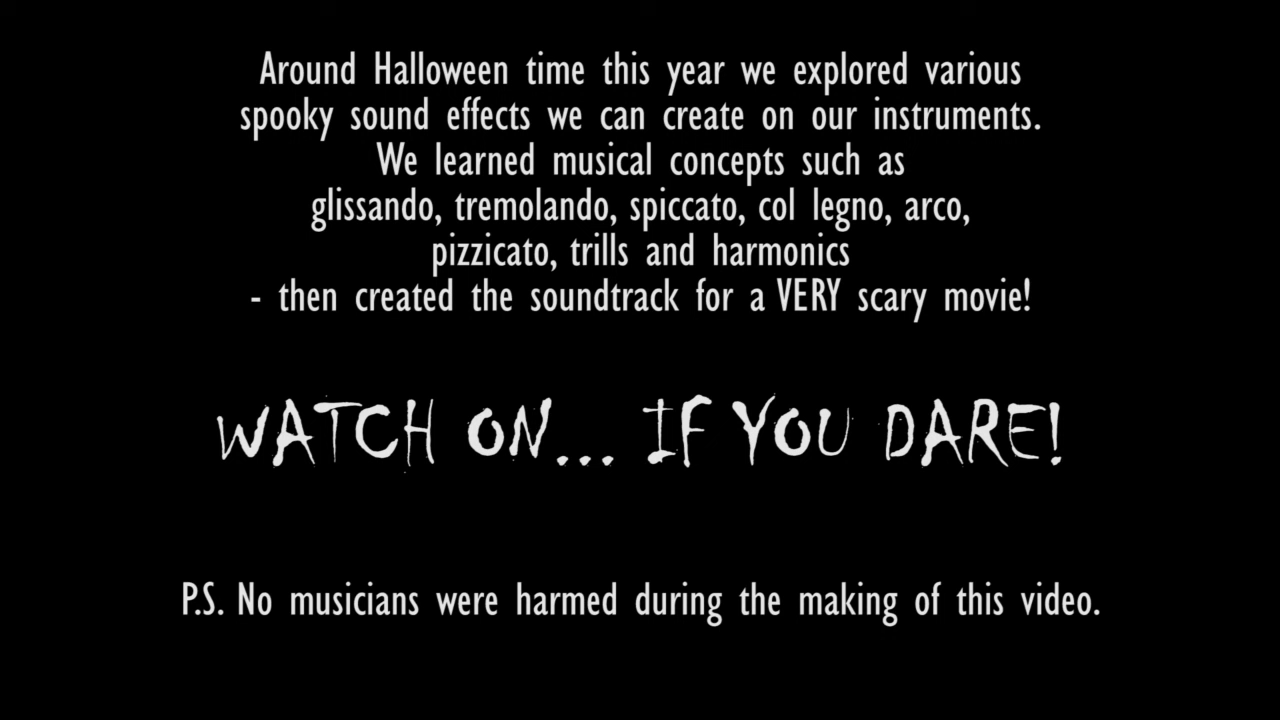 Around Halloween time this year we explored various
spooky sound effects we can create on our instruments.
We learned musical concepts such as
glissando, tremolando, spiccato, col legno, arco,
pizzicato, trills and harmonics
- then created the soundtrack for a VERY scary movie!
WATCH ON... IF YOU DARE!
P.S. No musicians were harmed during the making of this video.